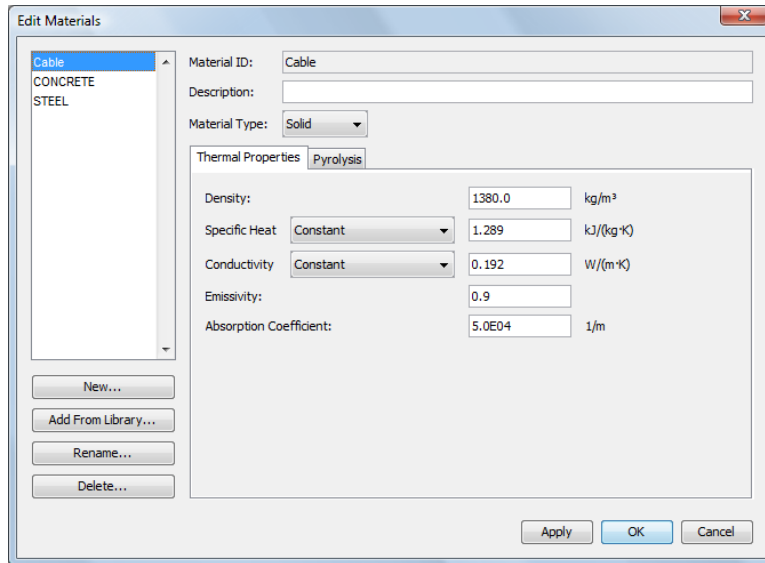 Edit Materials
Cable
CONCRETE
STEEL
New...
Add From Library...
Rename...
Delete...
Material ID: Cable
Description:
Material Type: Solid
Thermal Properties Pyrolysis
Density: 1380.0 kg/m³
Specific Heat Constant 1.289 kJ/(kg·K)
Conductivity Constant 0.192 W/(m·K)
Emissivity: 0.9
Absorption Coefficient: 5.0E04 1/m
Apply OK Cancel